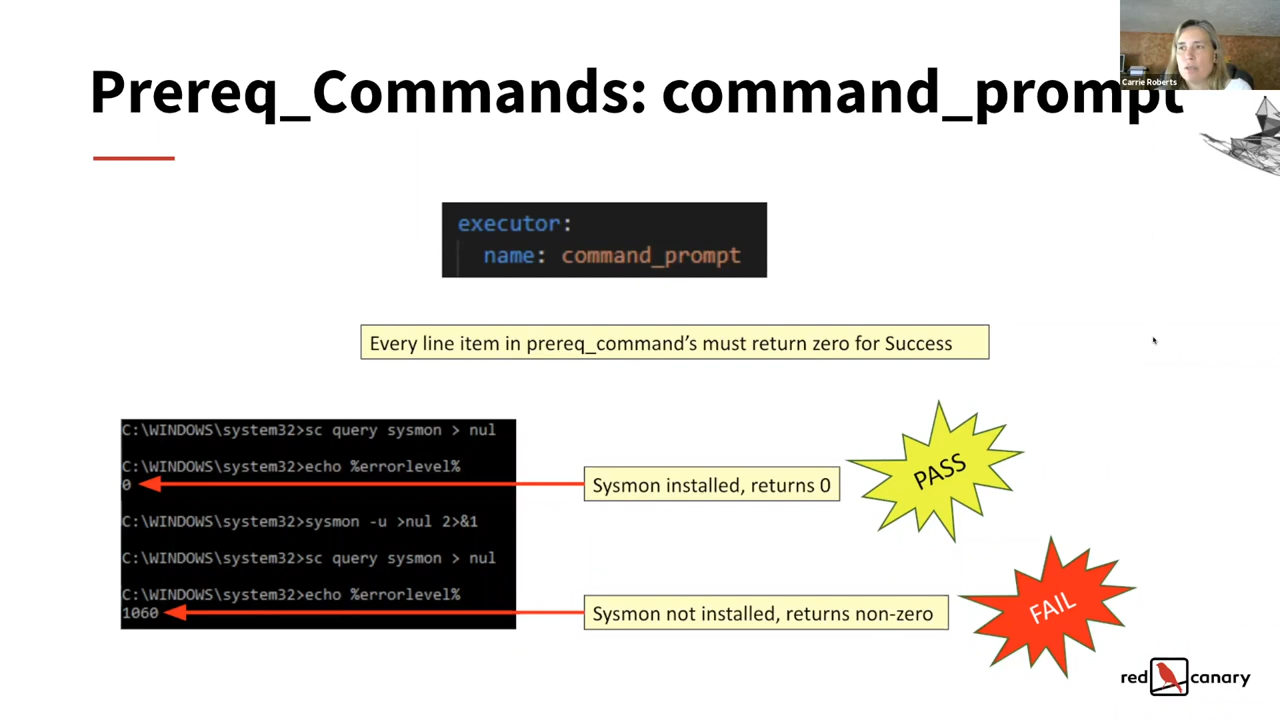 Carrie Roberts
Prereq_Commands: command_prompt
executor:
name: command_prompt
Every line item in prereq_command's must return zero for Success
C:\WINDOWS\system32>sc query sysmon > nul
C:\WINDOWS\system32>echo %errorlevel%
0
C:\WINDOWS\system32>sysmon -u >nul 2>&1
C:\WINDOWS\system32>sc query sysmon > nul
C:\WINDOWS\system32>echo %errorlevel%
1060
Sysmon installed, returns 0
PASS
Sysmon not installed, returns non-zero
FAIL
red canary